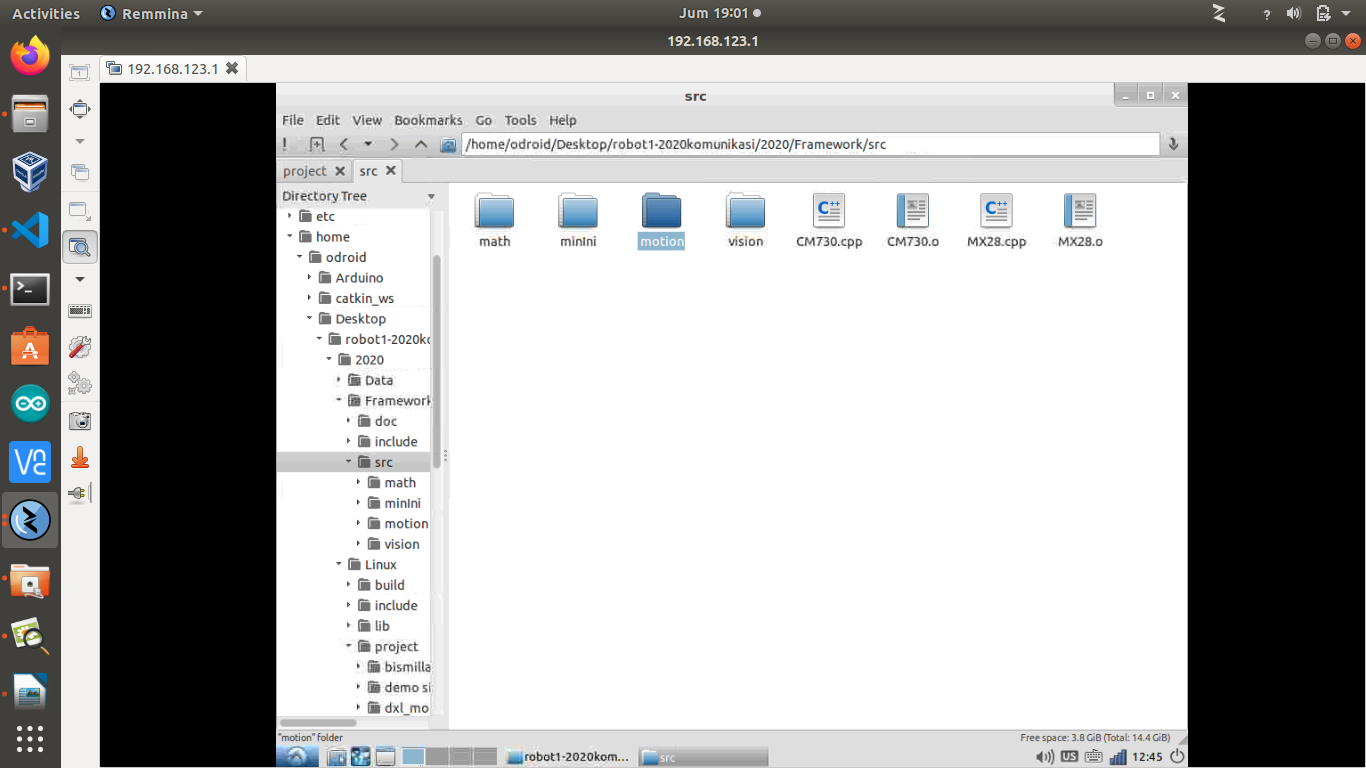 Activities Remmina Jum 19:01 ?
192.168.123.1
192.168.123.1
src
File Edit View Bookmarks Go Tools Help
/home/odroid/Desktop/robot1-2020komunikasi/2020/Framework/src
project src
Directory Tree
etc
home
odroid
Arduino
catkin_ws
Desktop
robot1-2020ko
2020
Data
Framework
doc
include
src
math
minIni
motion
vision
Linux
build
include
lib
project
bismilla
demo si
dxl_mo
math minIni motion vision CM730.cpp CM730.o MX28.cpp MX28.o
"motion" folder Free space: 3.8 GiB (Total: 14.4 GiB)
robot1-2020kom... src US 12:45